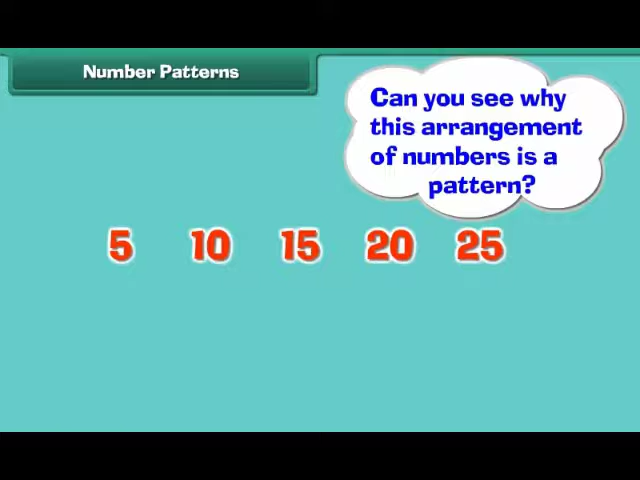 Number Patterns
Can you see why
this arrangement
of numbers is a
pattern?
5 10 15 20 25